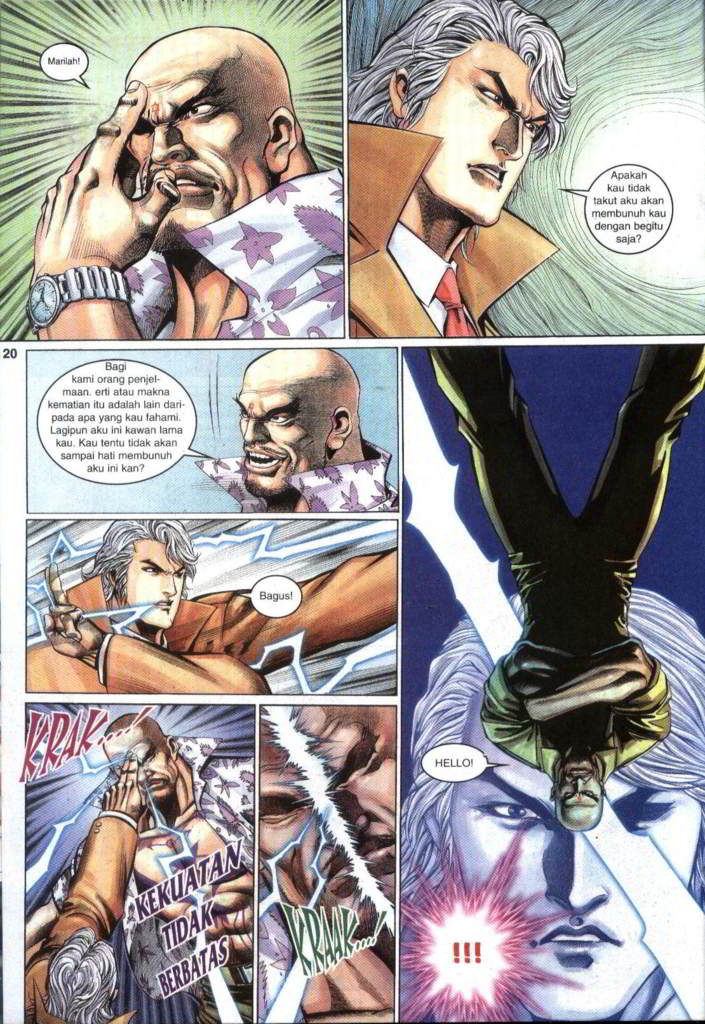 Marilah!
Apakah
kau tidak
takut aku akan
membunuh kau
dengan begitu
saja?
20
Bagi
kami orang penjel-
maan. erti atau makna
kematian itu adalah lain dari-
pada apa yang kau fahami.
Lagipun aku ini kawan lama
kau. Kau tentu tidak akan
sampai hati membunuh
aku ini kan?
Bagus!
KRAK....!
KEKUATAN
TIDAK
BERBATAS
KRAAK....!
HELLO!
!!!